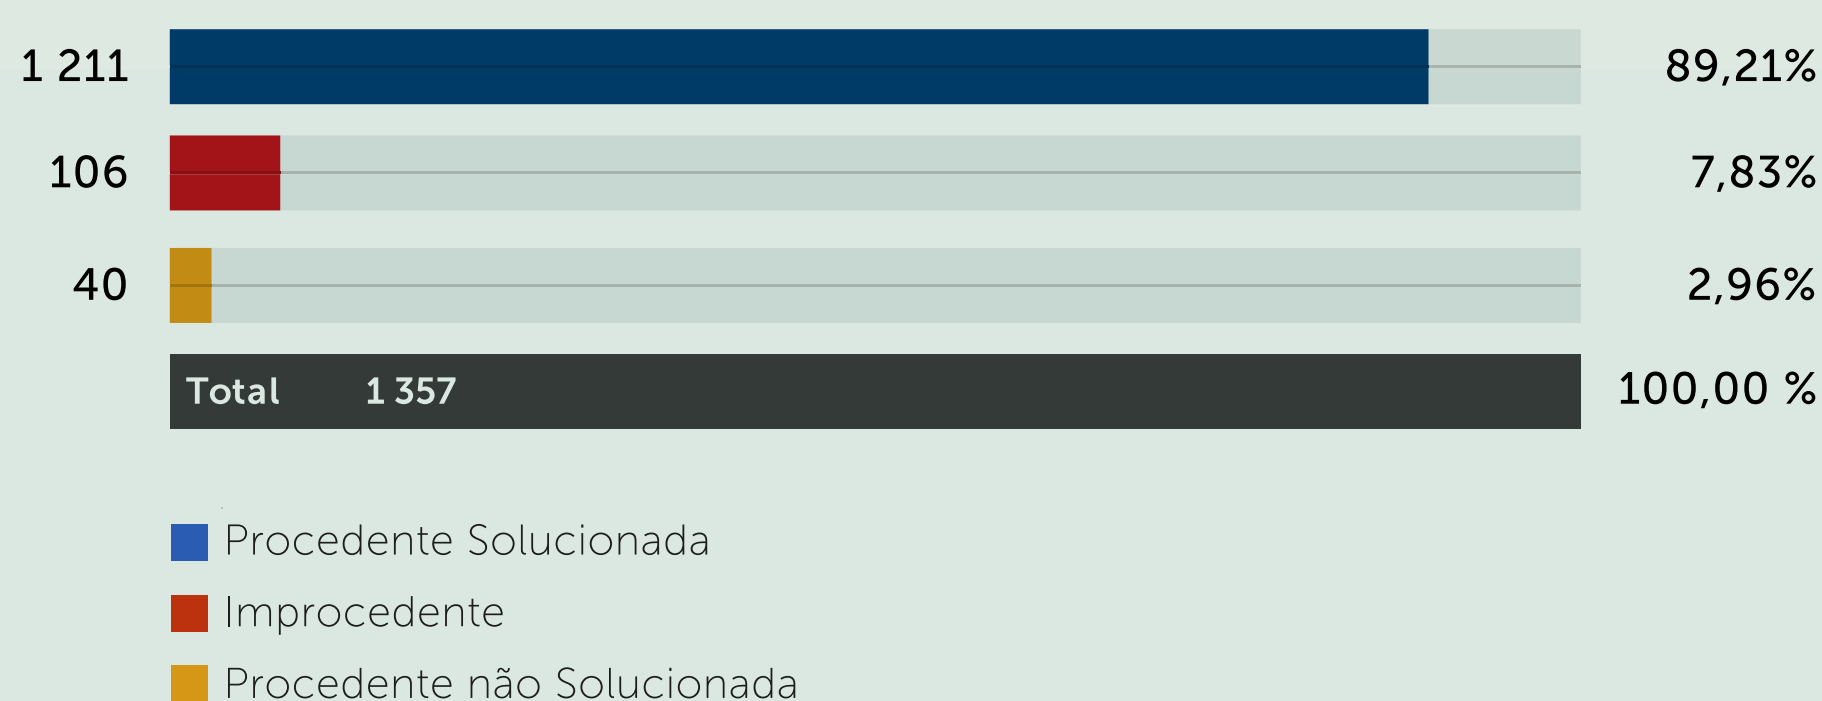 1 211 89,21%
106 7,83%
40 2,96%
Total 1 357 100,00 %
Procedente Solucionada
Improcedente
Procedente não Solucionada